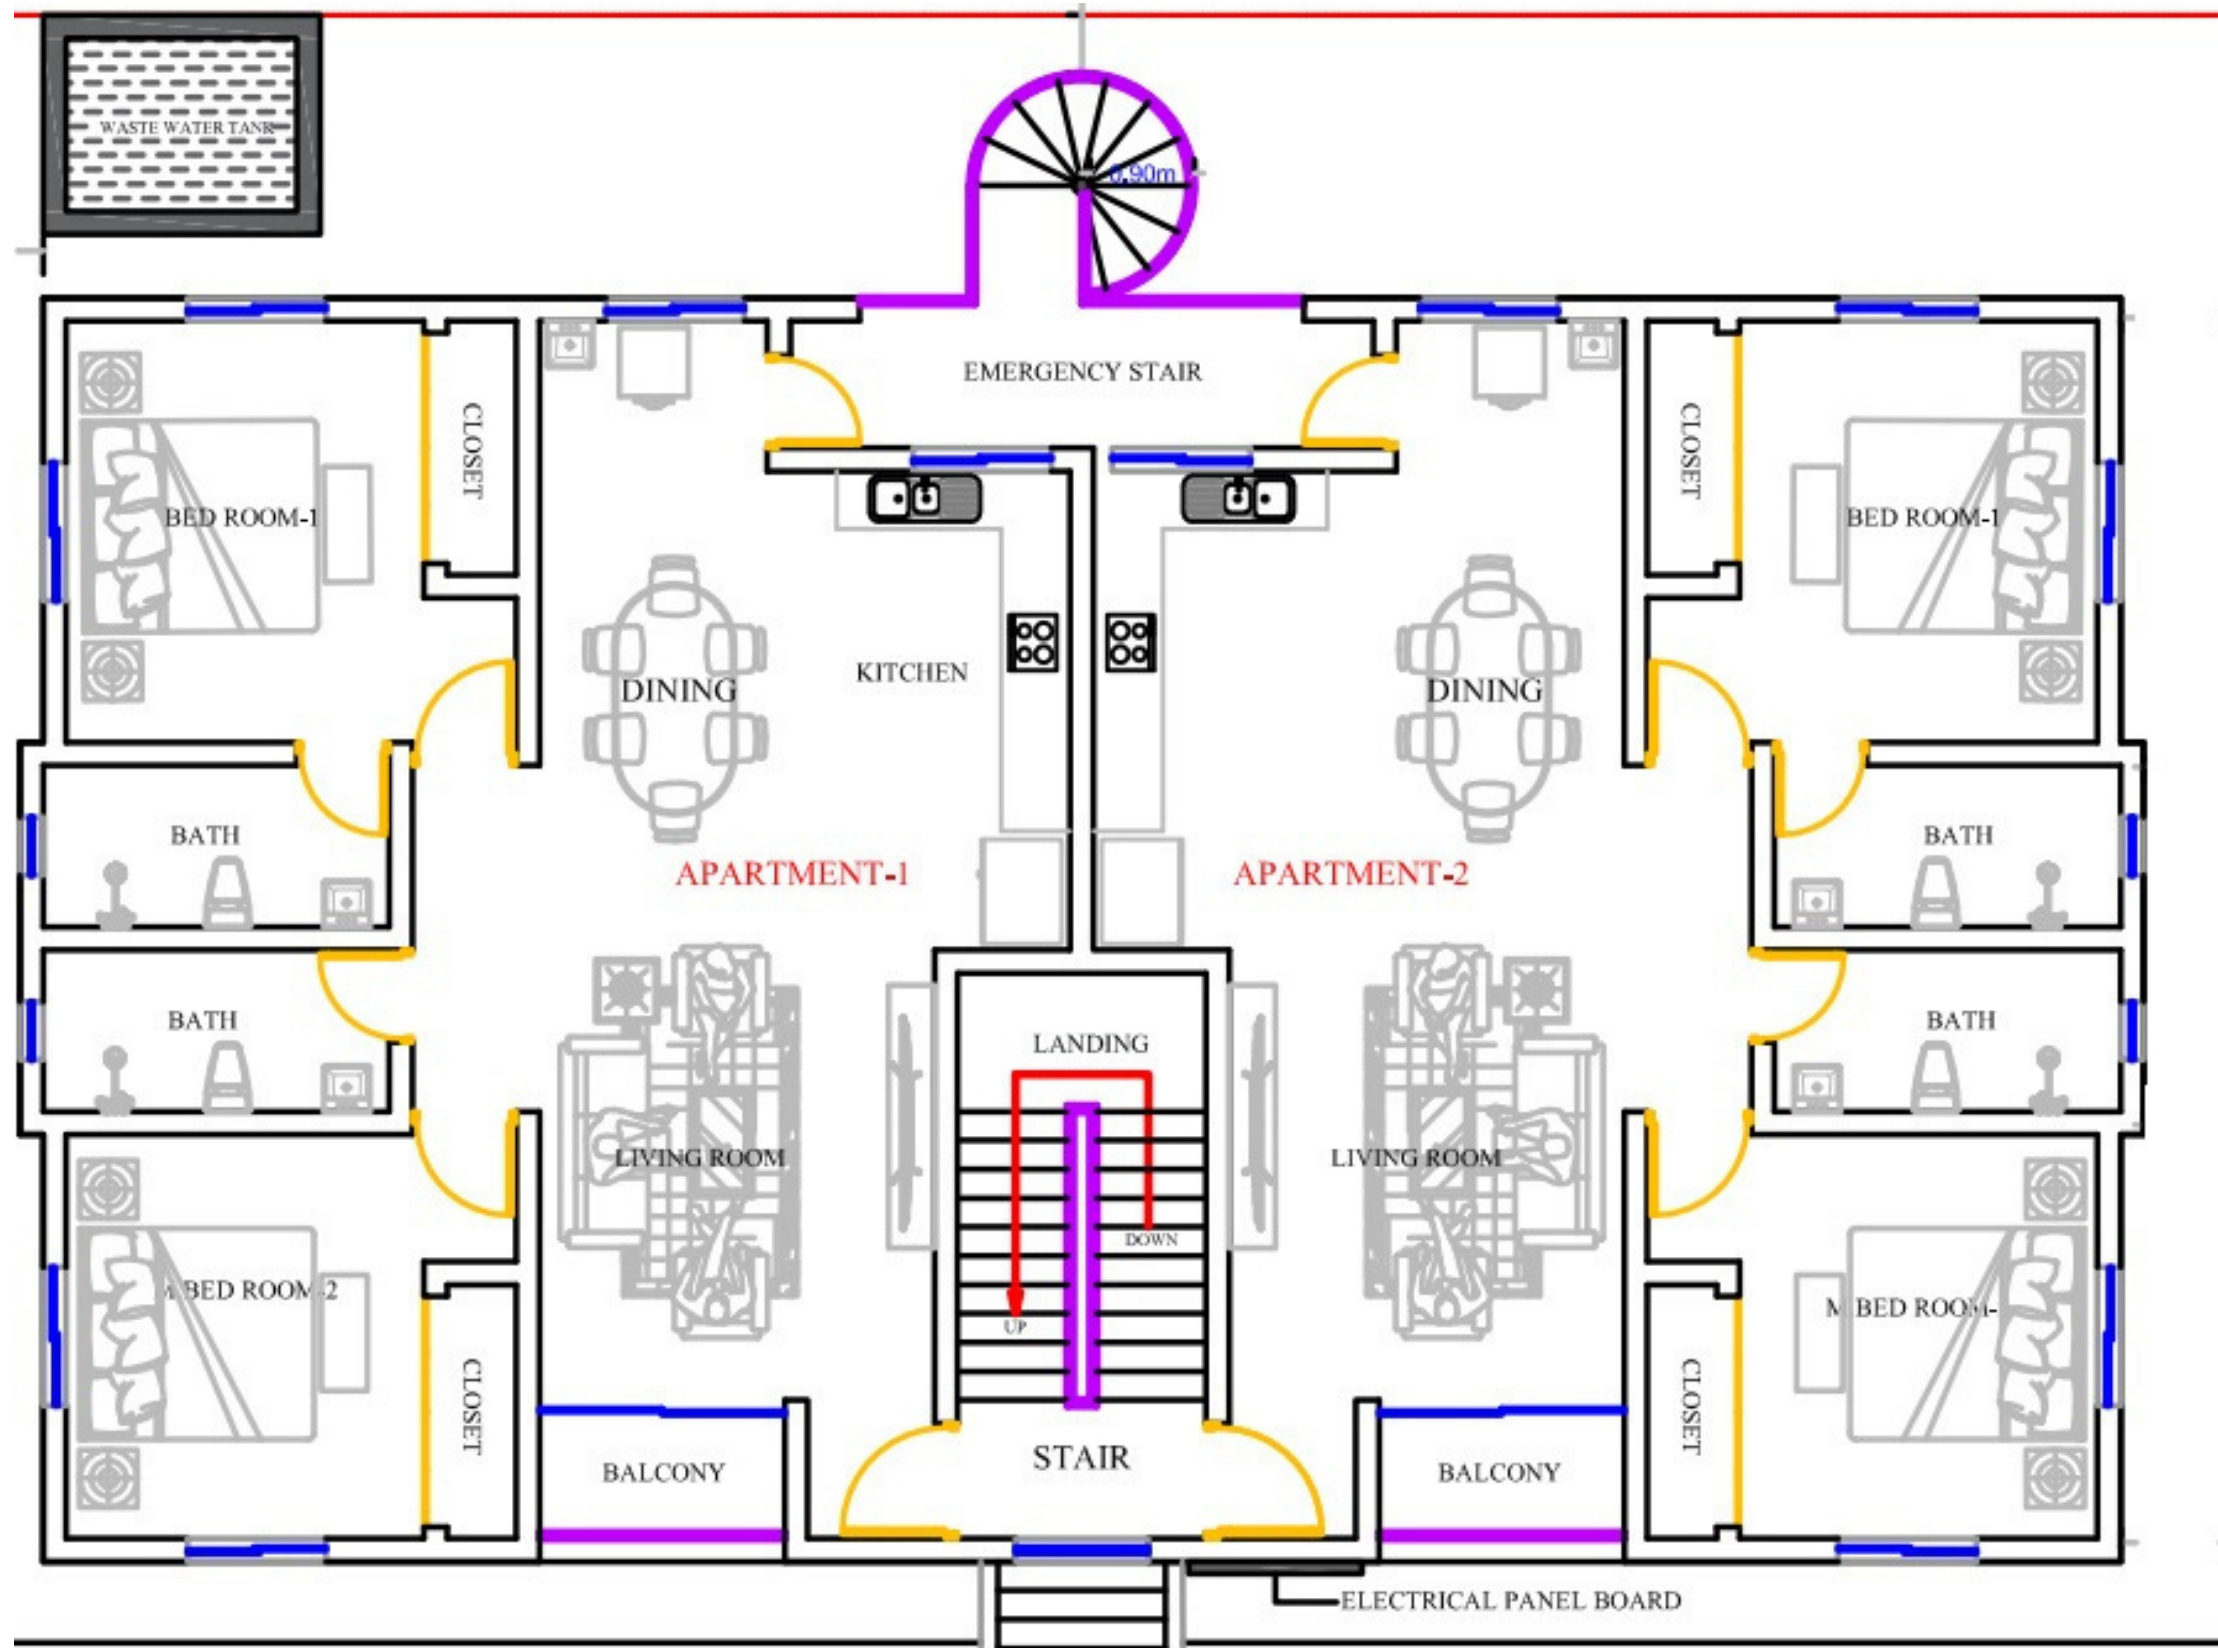 WASTE WATER TANK
0,90m
EMERGENCY STAIR
CLOSET
CLOSET
BED ROOM-1
BED ROOM-1
KITCHEN
DINING
DINING
BATH
BATH
APARTMENT-1
APARTMENT-2
BATH
BATH
LANDING
LIVING ROOM
LIVING ROOM
DOWN
M BED ROOM-2
M BED ROOM-
UP
CLOSET
CLOSET
STAIR
BALCONY
BALCONY
ELECTRICAL PANEL BOARD